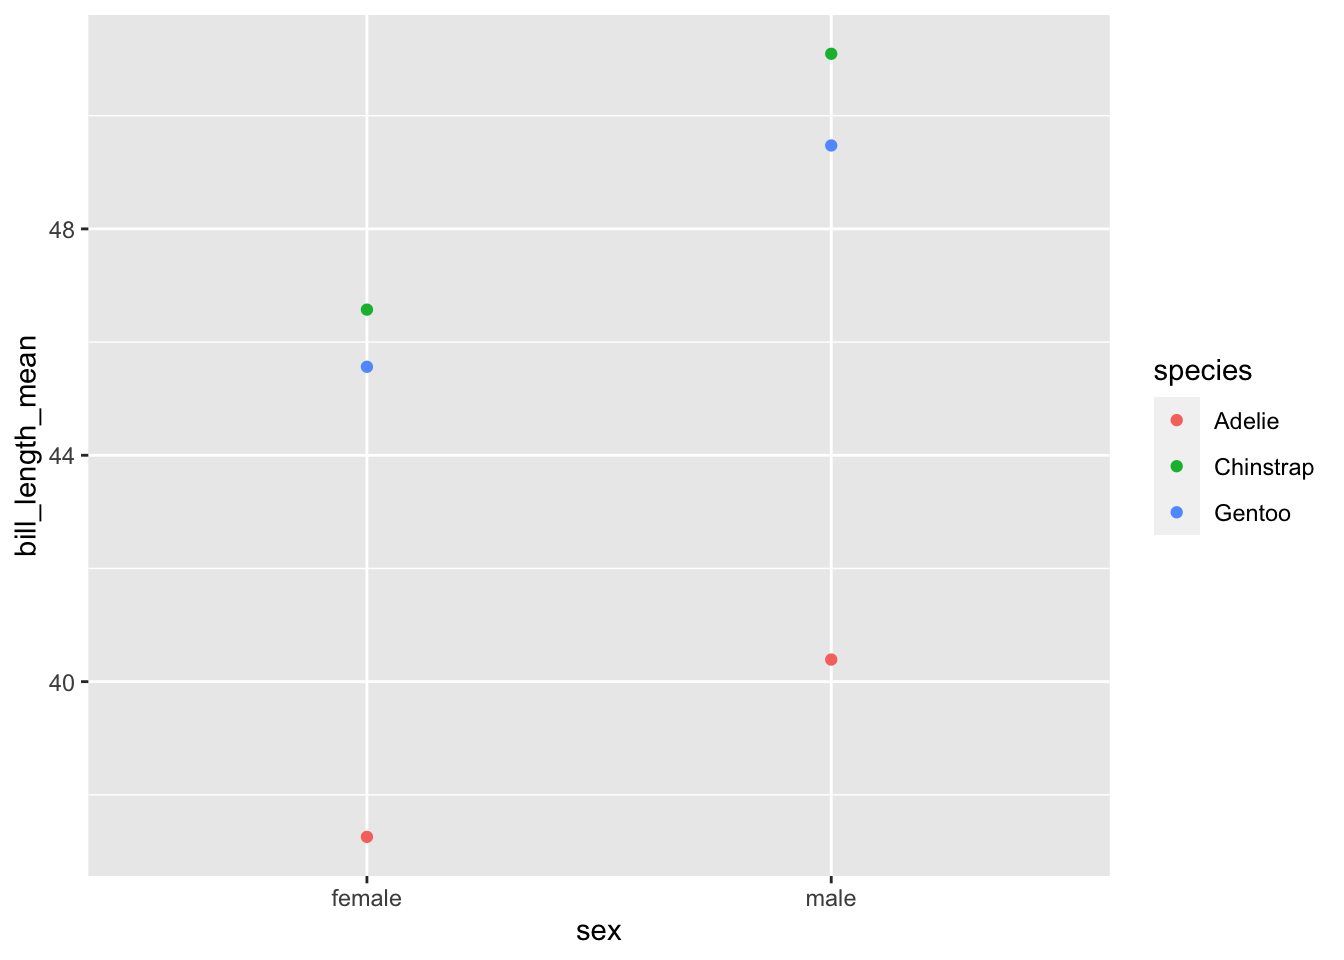 bill_length_mean
48
44
40
female
male
sex
species
Adelie
Chinstrap
Gentoo